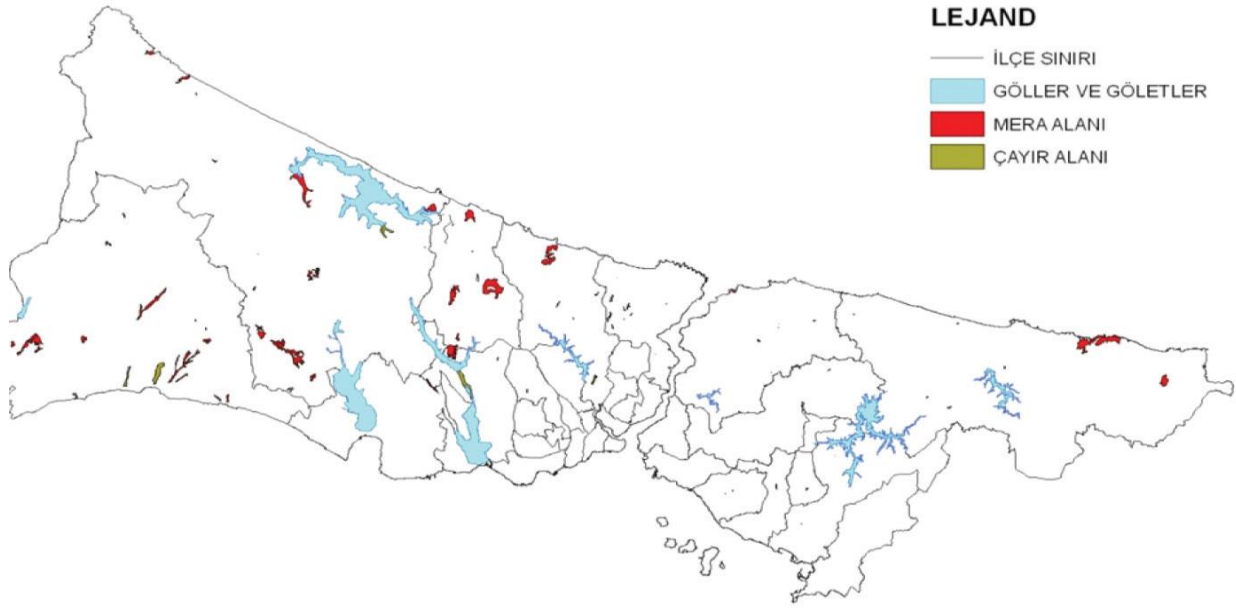 LEJAND
İLÇE SINIRI
GÖLLER VE GÖLETLER
MERA ALANI
ÇAYIR ALANI